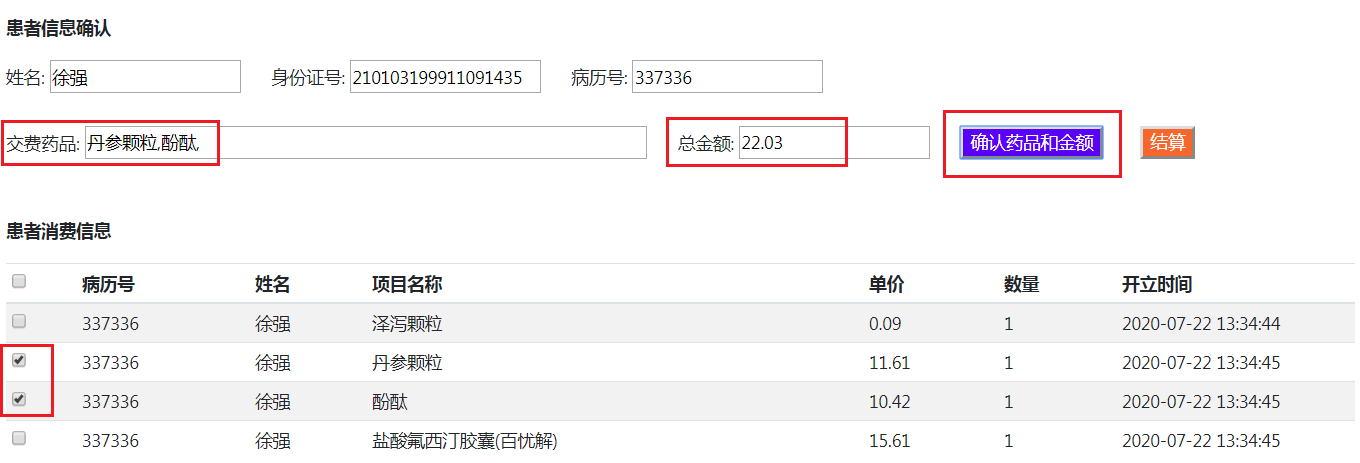 患者信息确认
姓名: 徐强 身份证号: 210103199911091435 病历号: 337336
交费药品: 丹参颗粒,酚酞, 总金额: 22.03 确认药品和金额 结算
患者消费信息
病历号 姓名 项目名称 单价 数量 开立时间
337336 徐强 泽泻颗粒 0.09 1 2020-07-22 13:34:44
337336 徐强 丹参颗粒 11.61 1 2020-07-22 13:34:45
337336 徐强 酚酞 10.42 1 2020-07-22 13:34:45
337336 徐强 盐酸氟西汀胶囊(百忧解) 15.61 1 2020-07-22 13:34:45